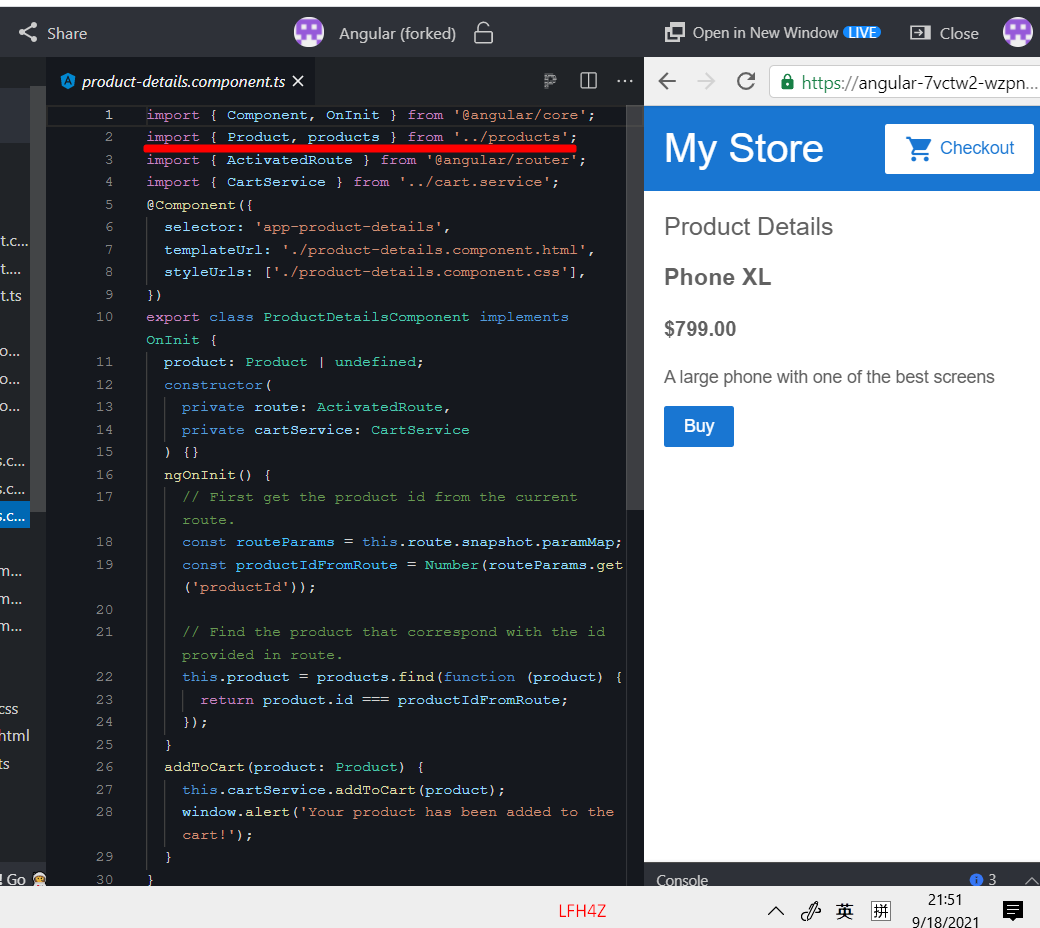 Share
Angular (forked)
Open in New Window LIVE
Close
product-details.component.ts
https://angular-7vctw2-wzpn...
t.c...
t....
t.ts
o...
o...
o...
s.c...
s.c...
s.c...
m...
m...
m...
css
html
ts
! Go
1 import { Component, OnInit } from '@angular/core';
2 import { Product, products } from '../products';
3 import { ActivatedRoute } from '@angular/router';
4 import { CartService } from '../cart.service';
5 @Component({
6 selector: 'app-product-details',
7 templateUrl: './product-details.component.html',
8 styleUrls: ['./product-details.component.css'],
9 })
10 export class ProductDetailsComponent implements
OnInit {
11 product: Product | undefined;
12 constructor(
13 private route: ActivatedRoute,
14 private cartService: CartService
15 ) {}
16 ngOnInit() {
17 // First get the product id from the current
route.
18 const routeParams = this.route.snapshot.paramMap;
19 const productIdFromRoute = Number(routeParams.get
('productId'));
20
21 // Find the product that correspond with the id
provided in route.
22 this.product = products.find(function (product) {
23 return product.id === productIdFromRoute;
24 });
25 }
26 addToCart(product: Product) {
27 this.cartService.addToCart(product);
28 window.alert('Your product has been added to the
cart!');
29 }
30 }
My Store
Checkout
Product Details
Phone XL
$799.00
A large phone with one of the best screens
Buy
Console
3
LFH4Z
英
拼
21:51
9/18/2021